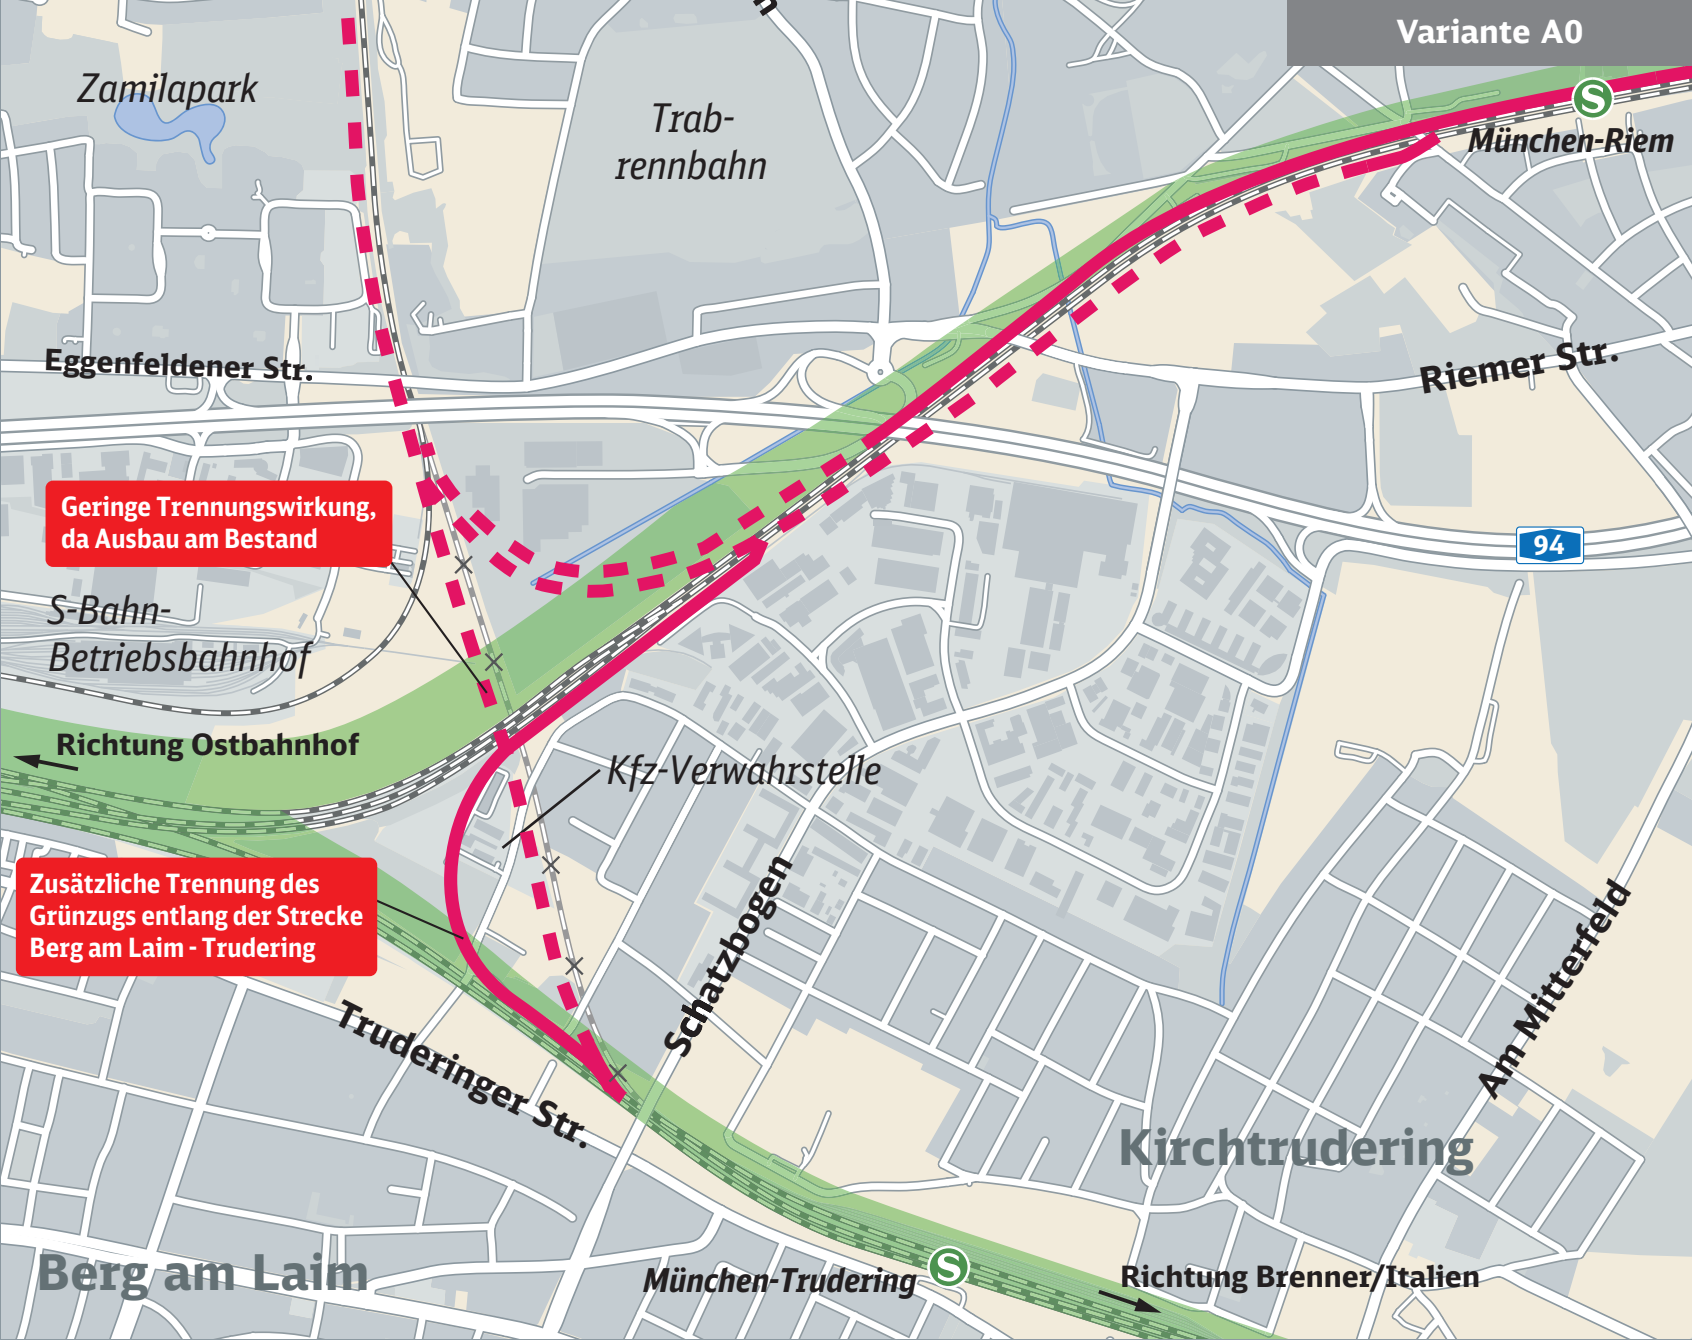 Variante A0
Zamilapark
Trab-
rennbahn
S
München-Riem
Eggenfeldener Str.
Riemer Str.
Geringe Trennungswirkung,
da Ausbau am Bestand
94
S-Bahn-
Betriebsbahnhof
Richtung Ostbahnhof
Kfz-Verwahrstelle
Zusätzliche Trennung des
Grünzugs entlang der Strecke
Berg am Laim - Trudering
Schatzbogen
Am Mitterfeld
Truderinger Str.
Kirchtrudering
Berg am Laim
München-Trudering
S
Richtung Brenner/Italien